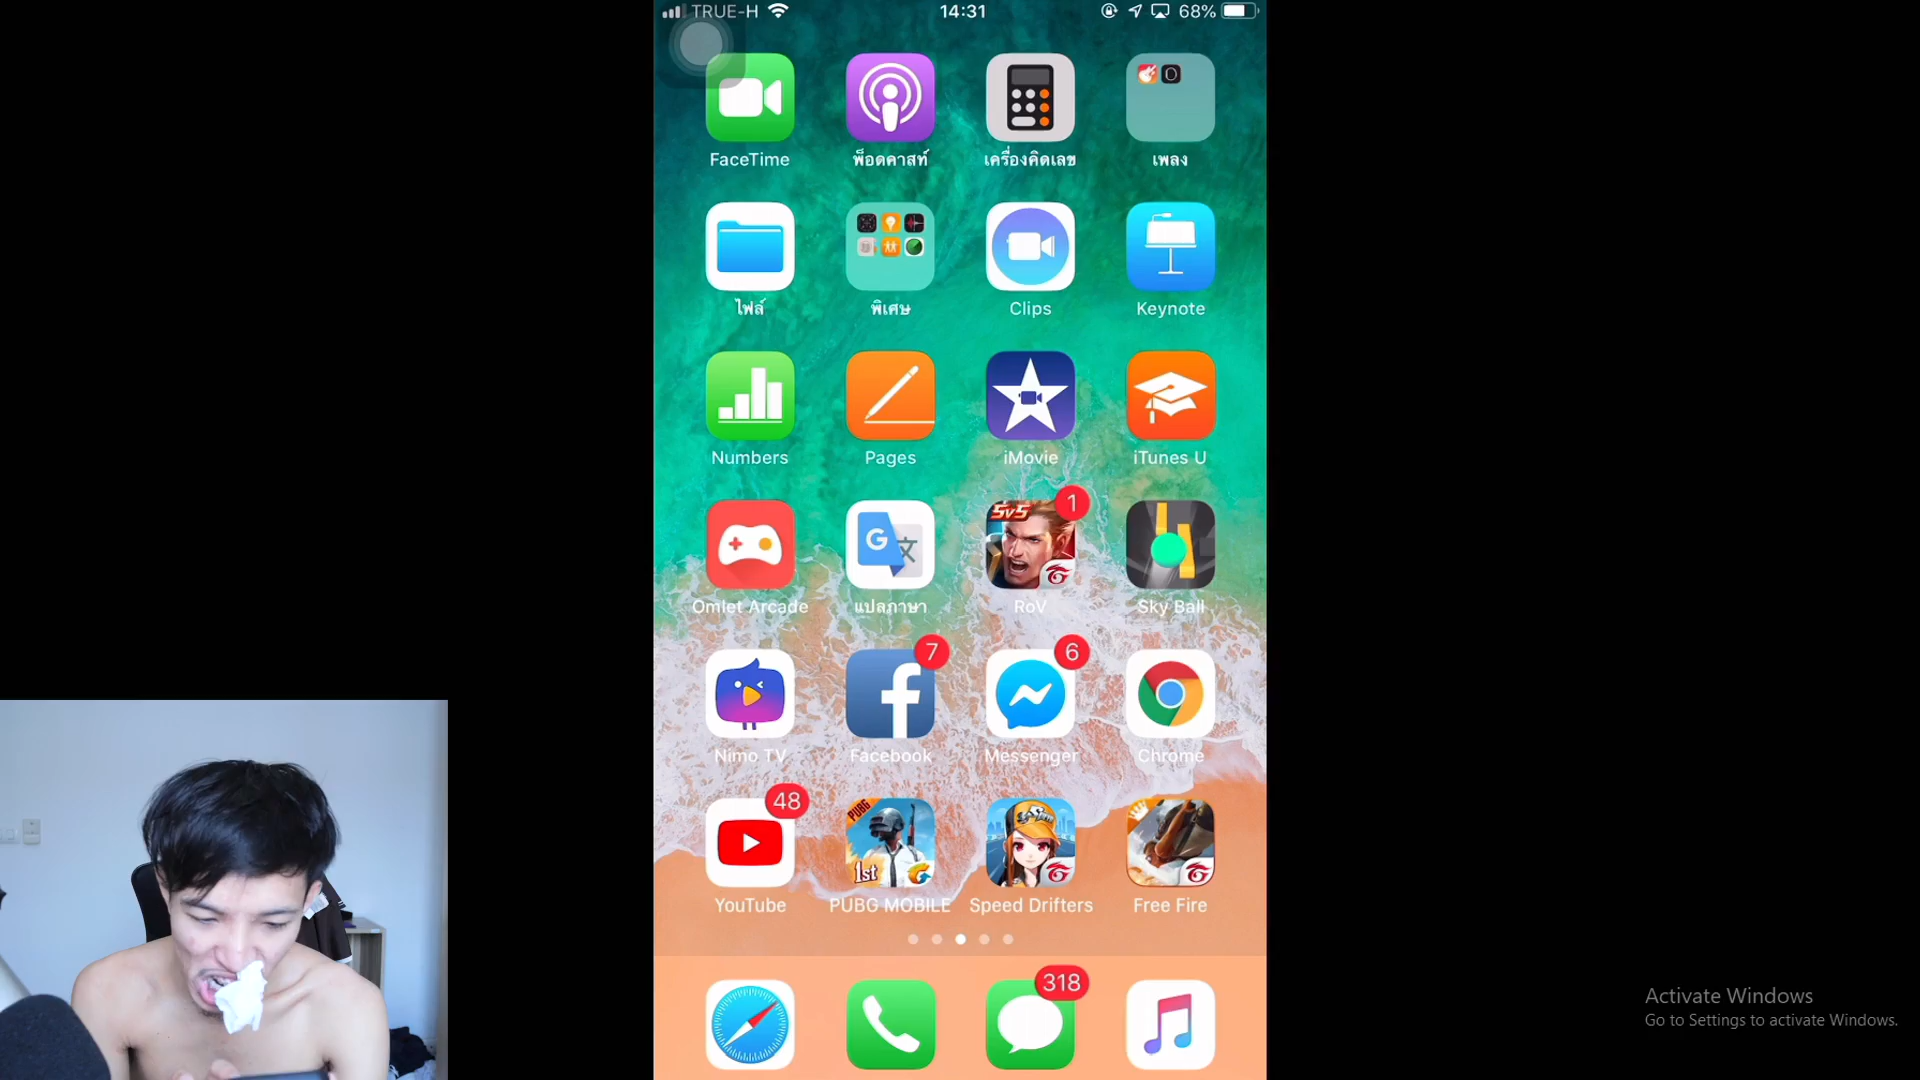 TRUE-H
14:31
68%
FaceTime
พ็อดคาสท์
เครื่องคิดเลข
เพลง
ไฟล์
พิเศษ
Clips
Keynote
Numbers
Pages
iMovie
iTunes U
5v5
1
Omlet Arcade
แปลภาษา
RoV
Sky Ball
7
6
Nimo TV
Facebook
Messenger
Chrome
48
PUBG
1st
YouTube
PUBG MOBILE
Speed Drifters
Free Fire
318
Activate Windows
Go to Settings to activate Windows.